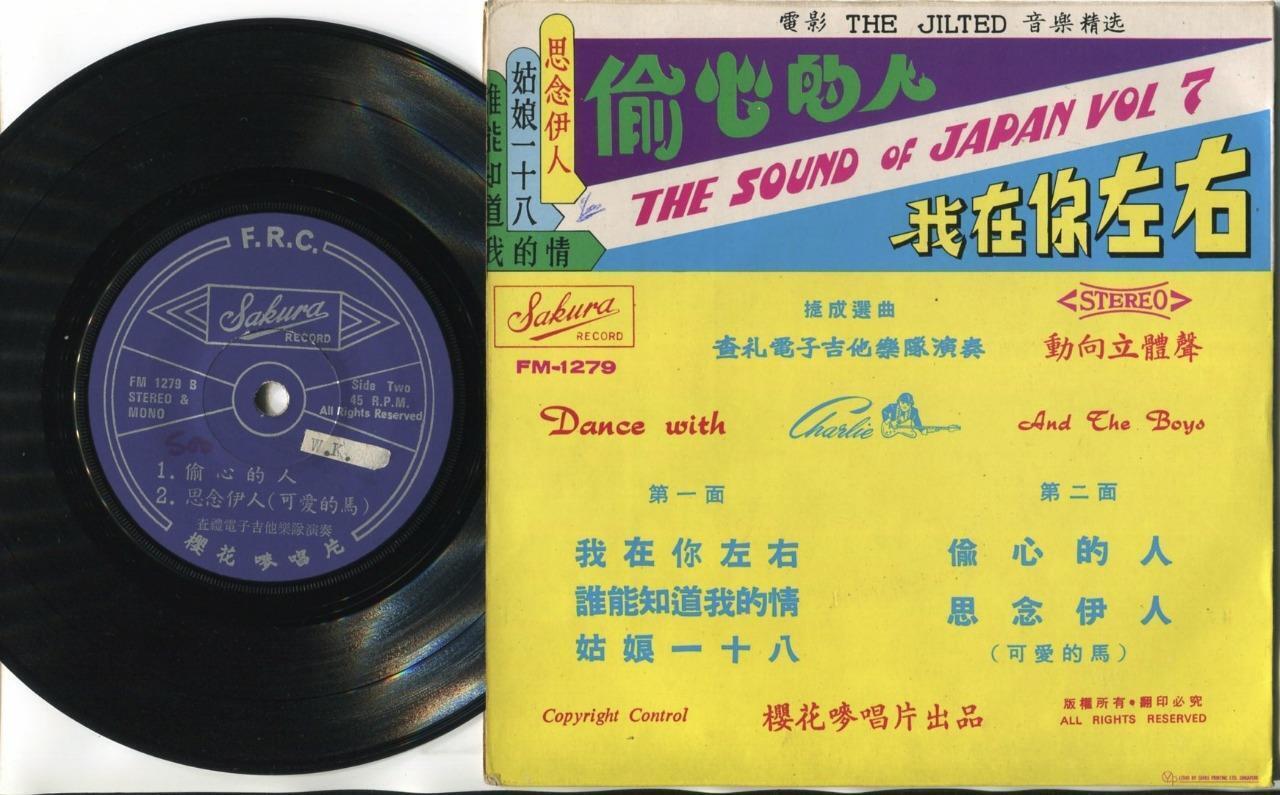 F.R.C.
Sakura
RECORD
FM 1279 B
STEREO &
MONO
Side Two
45 R.P.M.
All Rights Reserved
W.K.
1. 偷心的人
2. 思念伊人(可愛的馬)
查禮電子吉他樂隊演奏
櫻花嘜唱片
電影 THE JILTED 音樂精选
思念伊人
姑娘一十八
誰能知道
我的情
偷心的人
THE SOUND OF JAPAN VOL 7
我在你左右
Sakura
RECORD
FM-1279
搓成選曲
查礼電子吉他樂隊演奏
STEREO
動向立體聲
Dance with
Charlie
And The Boys
第一面
我在你左右
誰能知道我的情
姑娘一十八
第二面
偷心的人
思念伊人
(可愛的馬)
Copyright Control
櫻花嘜唱片出品
版權所有•翻印必究
ALL RIGHTS RESERVED